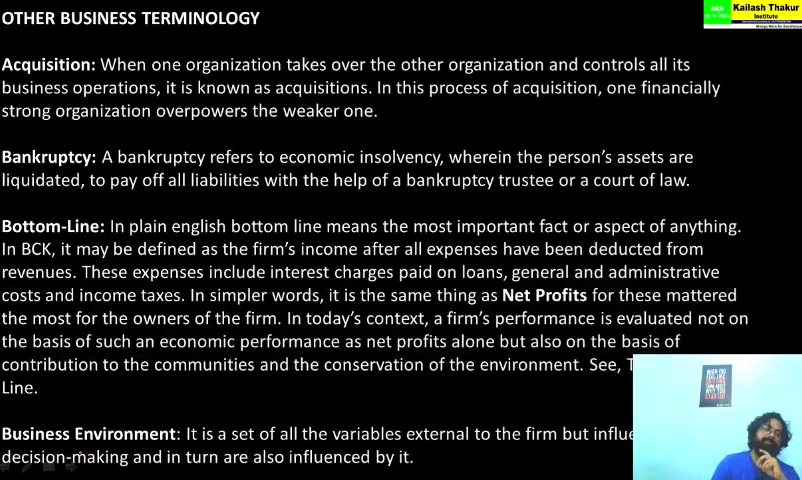 OTHER BUSINESS TERMINOLOGY
Kailash Thakur
Institute
Acquisition: When one organization takes over the other organization and controls all its
business operations, it is known as acquisitions. In this process of acquisition, one financially
strong organization overpowers the weaker one.
Bankruptcy: A bankruptcy refers to economic insolvency, wherein the person's assets are
liquidated, to pay off all liabilities with the help of a bankruptcy trustee or a court of law.
Bottom-Line: In plain english bottom line means the most important fact or aspect of anything.
In BCK, it may be defined as the firm's income after all expenses have been deducted from
revenues. These expenses include interest charges paid on loans, general and administrative
costs and income taxes. In simpler words, it is the same thing as Net Profits for these mattered
the most for the owners of the firm. In today's context, a firm's performance is evaluated not on
the basis of such an economic performance as net profits alone but also on the basis of
contribution to the communities and the conservation of the environment. See, T
Line.
Business Environment: It is a set of all the variables external to the firm but influe
decision-making and in turn are also influenced by it.